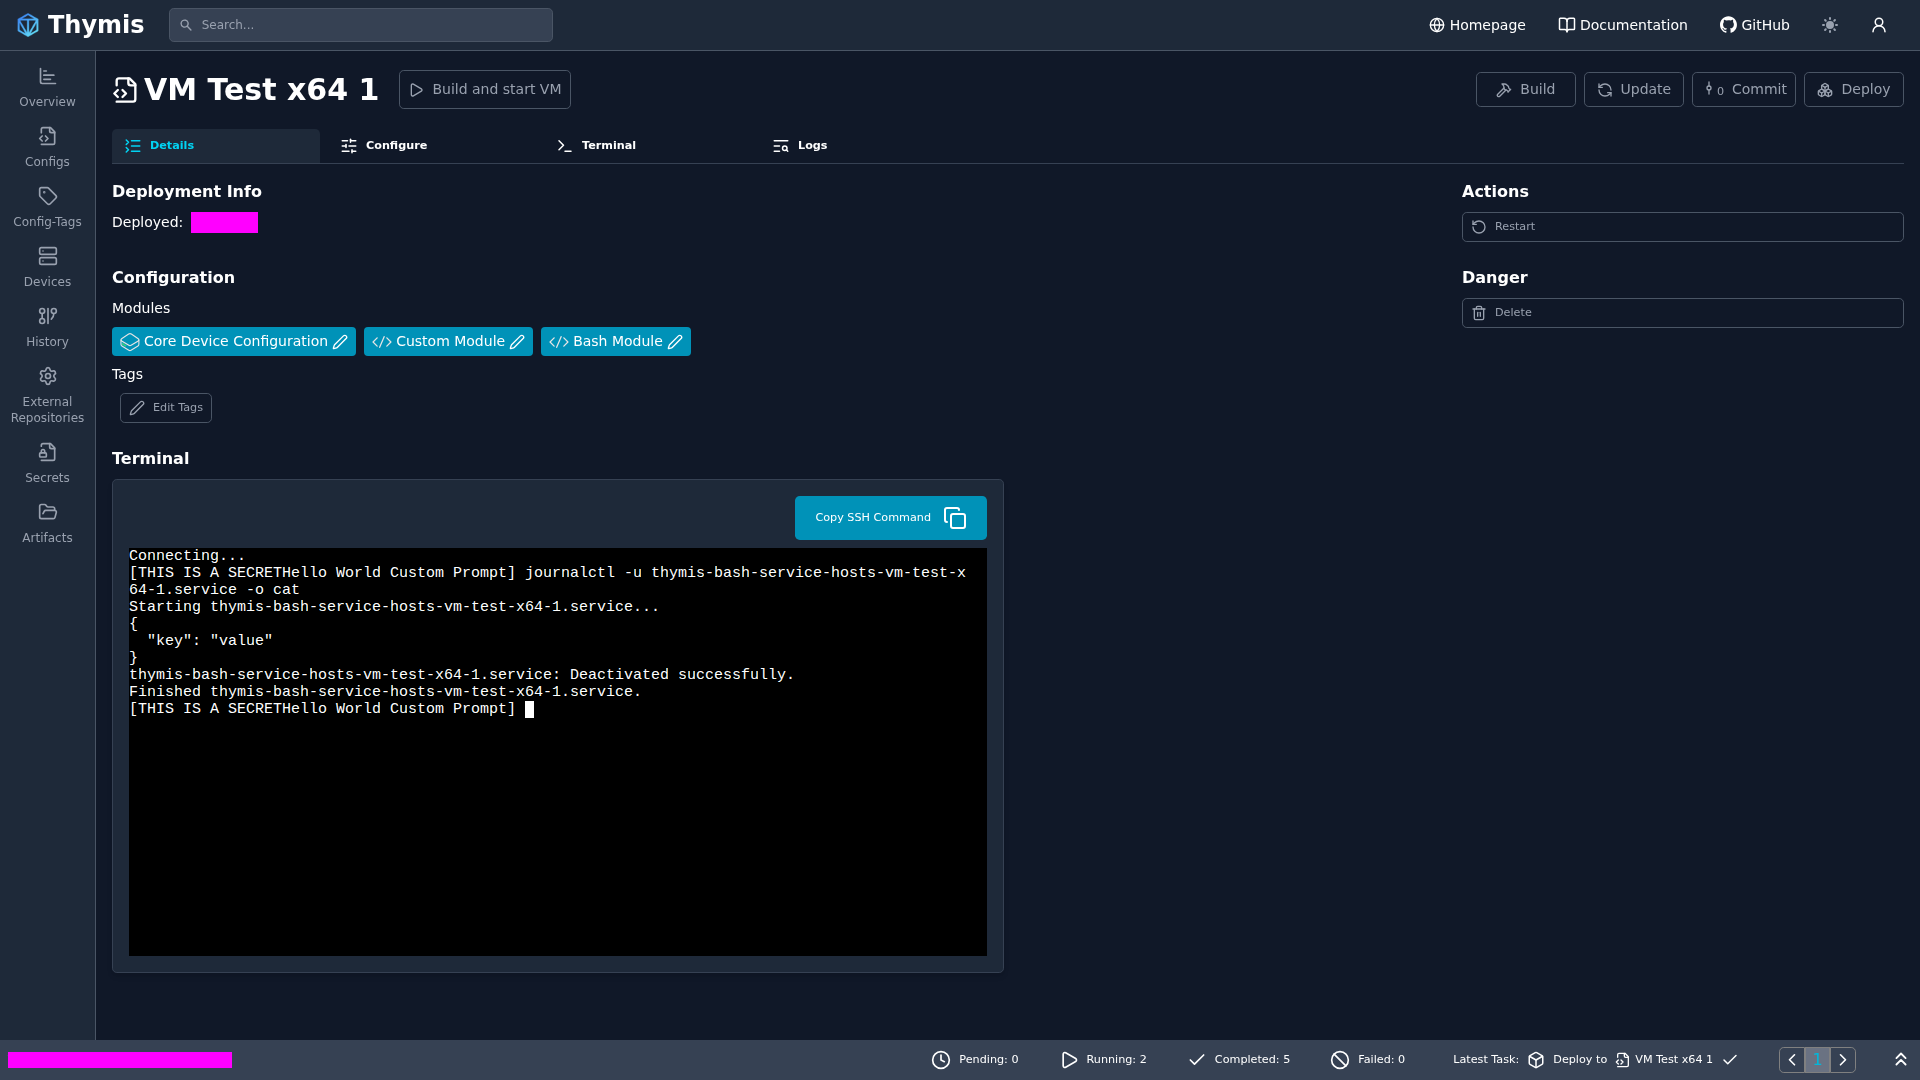 Thymis
Search...
Homepage
Documentation
GitHub
Overview
Configs
Config-Tags
Devices
History
External
Repositories
Secrets
Artifacts
VM Test x64 1
Build and start VM
Build
Update
0 Commit
Deploy
Details
Configure
Terminal
Logs
Deployment Info
Deployed:
Configuration
Modules
Core Device Configuration
Custom Module
Bash Module
Tags
Edit Tags
Actions
Restart
Danger
Delete
Terminal
Copy SSH Command
Connecting...
[THIS IS A SECRETHello World Custom Prompt] journalctl -u thymis-bash-service-hosts-vm-test-x
64-1.service -o cat
Starting thymis-bash-service-hosts-vm-test-x64-1.service...
{
"key": "value"
}
thymis-bash-service-hosts-vm-test-x64-1.service: Deactivated successfully.
Finished thymis-bash-service-hosts-vm-test-x64-1.service.
[THIS IS A SECRETHello World Custom Prompt]
Pending: 0
Running: 2
Completed: 5
Failed: 0
Latest Task: Deploy to VM Test x64 1
1